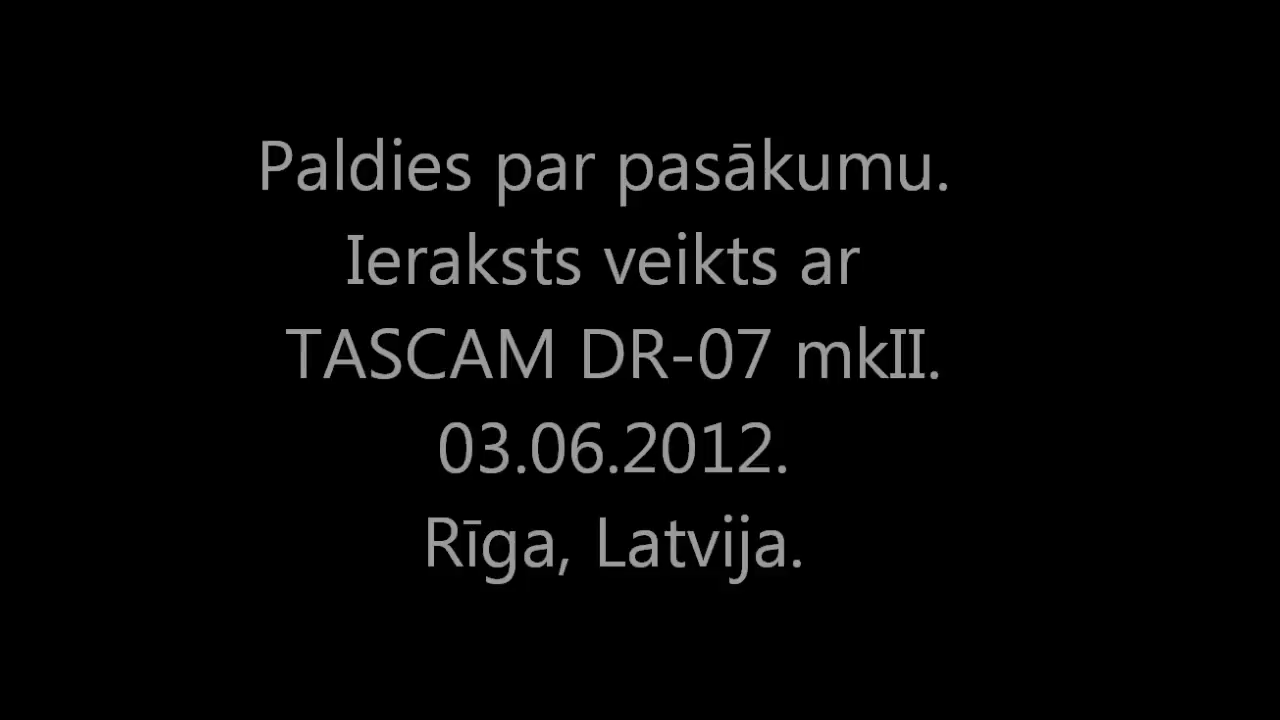 Paldies par pasākumu.
Ieraksts veikts ar
TASCAM DR-07 mkII.
03.06.2012.
Rīga, Latvija.